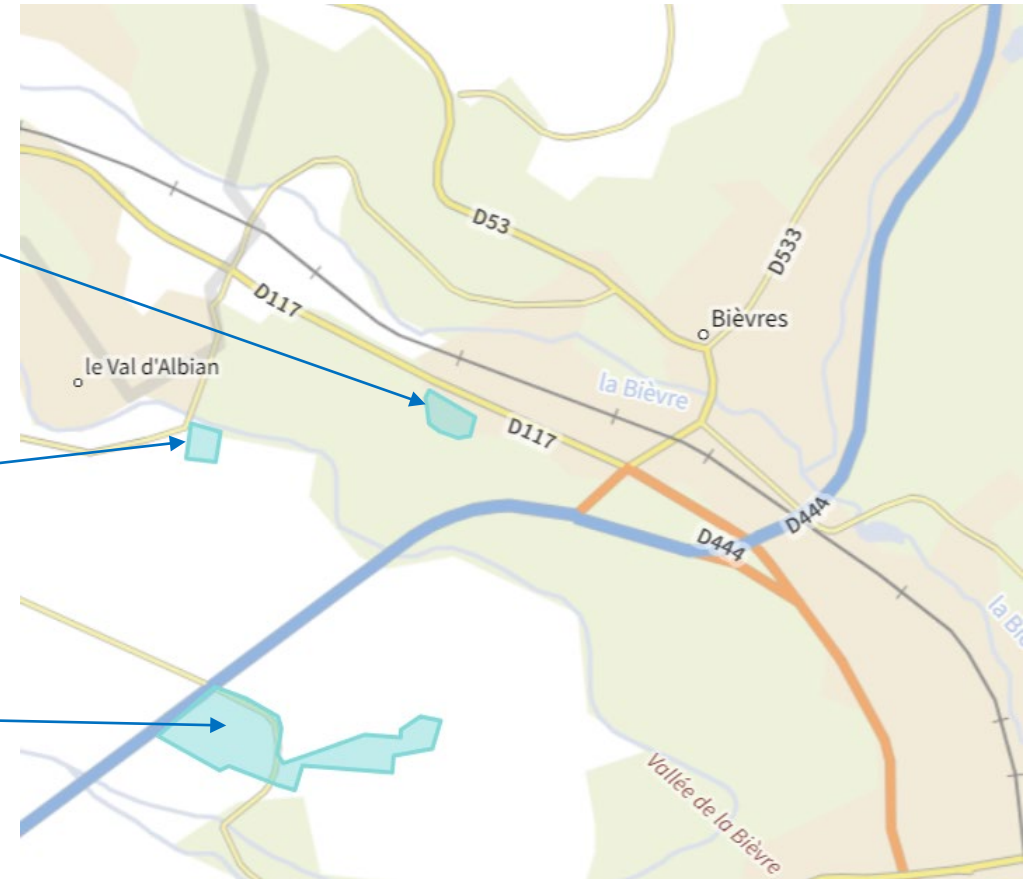 D53
D533
D117
Bièvres
le Val d'Albian
la Bièvre
D117
D444
D444
la Bi
Vallée de la Bièvre